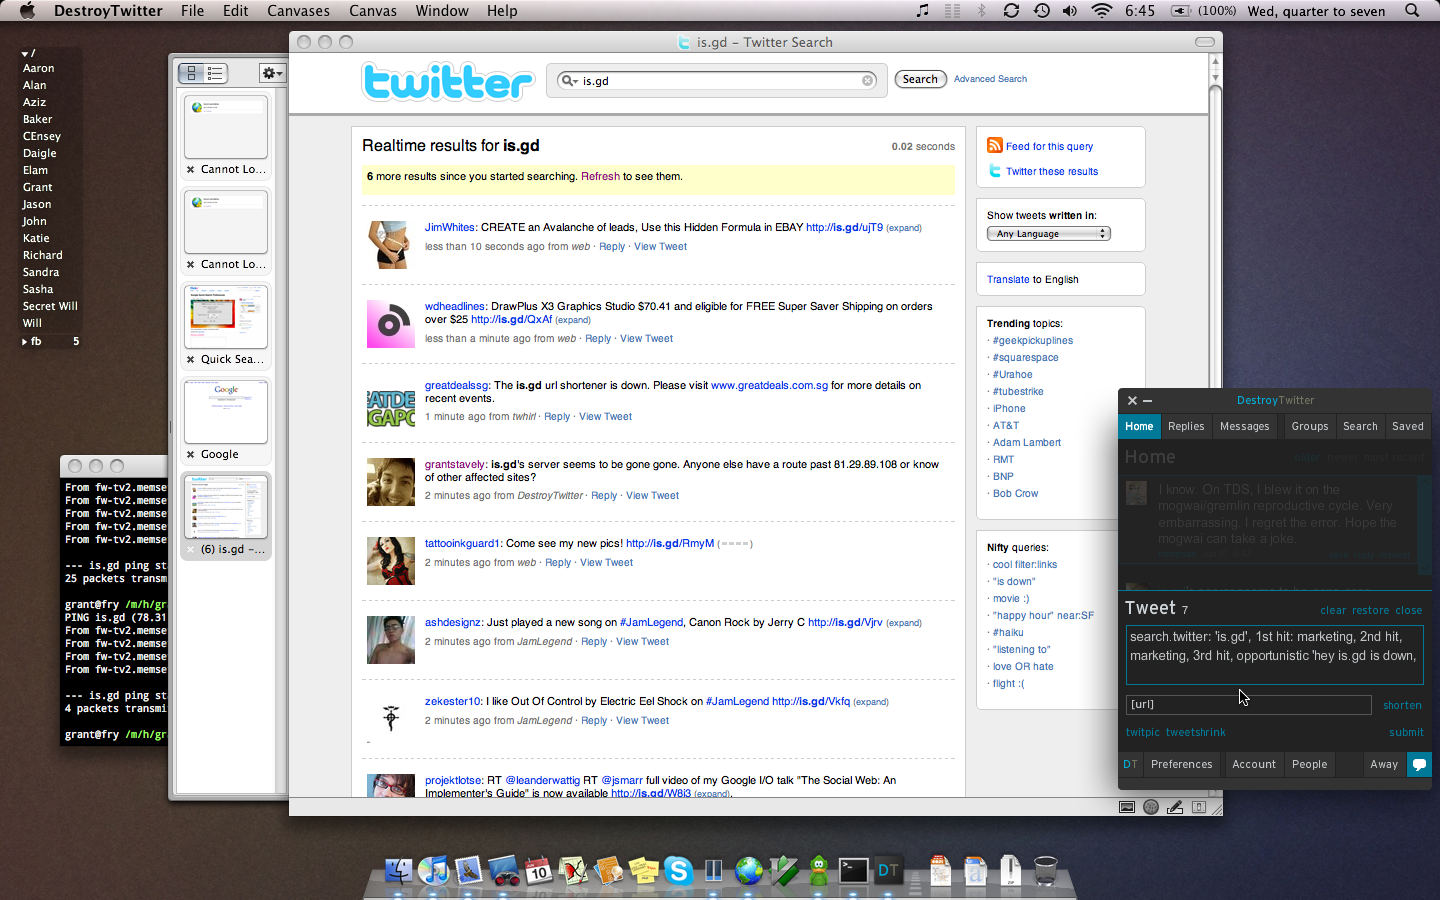 DestroyTwitter File Edit Canvases Canvas Window Help
6:45 (100%) Wed, quarter to seven
/
Aaron
Alan
Aziz
Baker
CEnsey
Daigle
Elam
Grant
Jason
John
Katie
Richard
Sandra
Sasha
Secret Will
Will
fb 5
Cannot Lo...
Cannot Lo...
Quick Sea...
Google
Google
(6) is.gd -...
From fw-tv2.memse
From fw-tv2.memse
From fw-tv2.memse
From fw-tv2.memse
From fw-tv2.memse
--- is.gd ping st
25 packets transm
grant@fry /m/h/gr
PING is.gd (78.31
From fw-tv2.memse
From fw-tv2.memse
From fw-tv2.memse
From fw-tv2.memse
--- is.gd ping st
4 packets transmi
grant@fry /m/h/gr
is.gd - Twitter Search
twitter
is.gd
Search Advanced Search
Realtime results for is.gd
0.02 seconds
6 more results since you started searching. Refresh to see them.
JimWhites: CREATE an Avalanche of leads, Use this Hidden Formula in EBAY http://is.gd/ujT9 (expand)
less than 10 seconds ago from web · Reply · View Tweet
wdheadlines: DrawPlus X3 Graphics Studio $70.41 and eligible for FREE Super Saver Shipping on orders
over $25 http://is.gd/QxAf (expand)
less than a minute ago from web · Reply · View Tweet
greatdealssg: The is.gd url shortener is down. Please visit www.greatdeals.com.sg for more details on
recent events.
1 minute ago from twhirl · Reply · View Tweet
grantstavely: is.gd's server seems to be gone gone. Anyone else have a route past 81.29.89.108 or know
of other affected sites?
2 minutes ago from DestroyTwitter · Reply · View Tweet
tattooinkguard1: Come see my new pics! http://is.gd/RmyM (====)
2 minutes ago from web · Reply · View Tweet
ashdesignz: Just played a new song on #JamLegend, Canon Rock by Jerry C http://is.gd/Vjrv (expand)
2 minutes ago from JamLegend · Reply · View Tweet
zekester10: I like Out Of Control by Electric Eel Shock on #JamLegend http://is.gd/Vkfq (expand)
2 minutes ago from JamLegend · Reply · View Tweet
projektlotse: RT @leanderwattig RT @jsmarr full video of my Google I/O talk "The Social Web: An
Implementer's Guide" is now available http://is.gd/W8i3 (expand).
Feed for this query
Twitter these results
Show tweets written in:
Any Language
Translate to English
Trending topics:
· #geekpickuplines
· #squarespace
· #Urahoe
· #tubestrike
· iPhone
· AT&T
· Adam Lambert
· RMT
· BNP
· Bob Crow
Nifty queries:
· cool filter:links
· "is down"
· movie :)
· "happy hour" near:SF
· #haiku
· "listening to"
· love OR hate
· flight :(
DestroyTwitter
Home Replies Messages Groups Search Saved
Home
I know. On TDS, I blew it on the
mogwai/gremlin reproductive cycle. Very
embarrassing. I regret the error. Hope the
mogwai can take a joke.
Tweet 7
clear restore close
search.twitter: 'is.gd', 1st hit: marketing, 2nd hit,
marketing, 3rd hit, opportunistic 'hey is.gd is down,
[url]
shorten
twitpic tweetshrink
submit
DT Preferences Account People Away
JUL
10
DT
ZIP